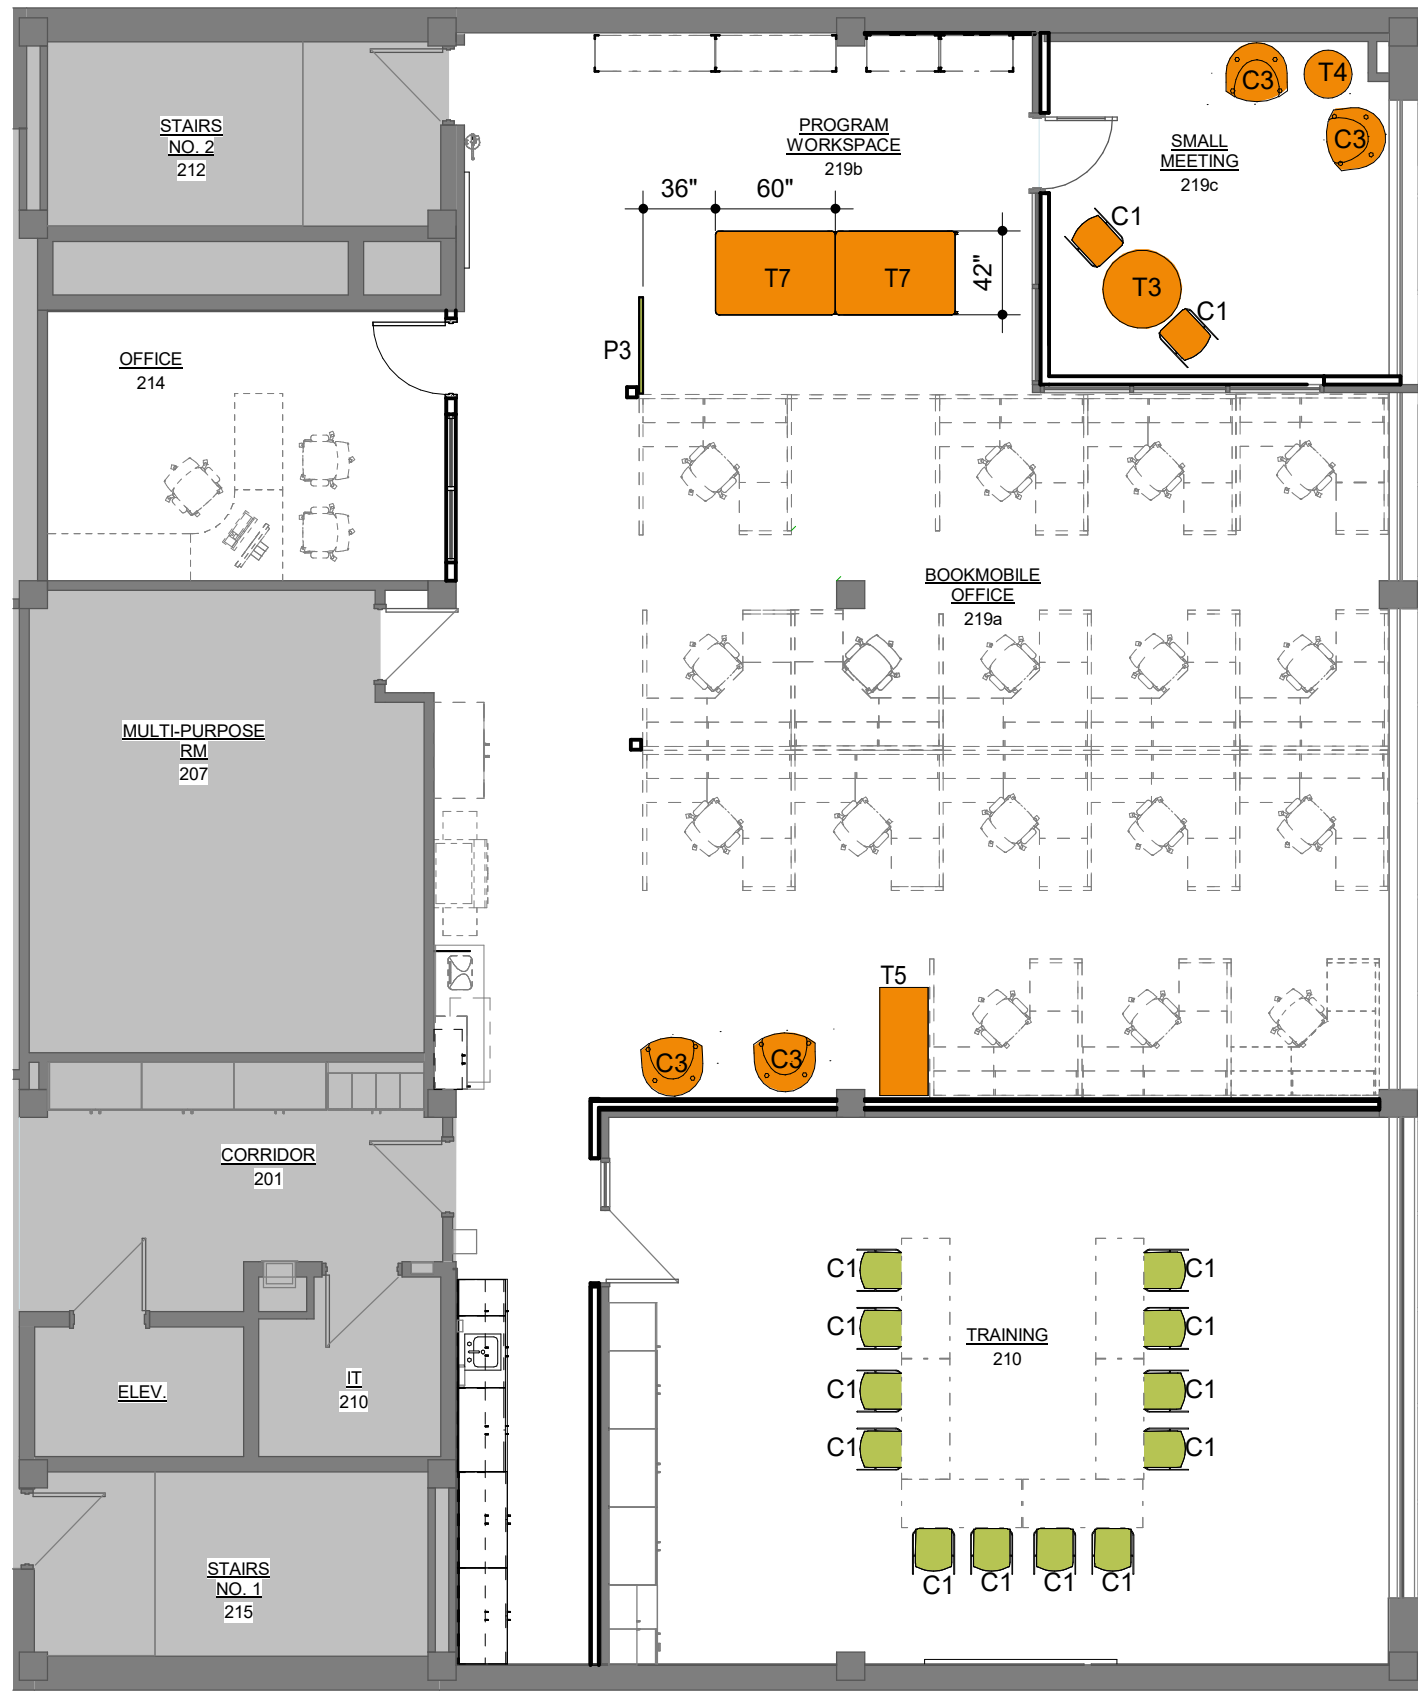 STAIRS
NO. 2
212
PROGRAM
WORKSPACE
219b
SMALL
MEETING
219c
C3
T4
C3
C1
T3
C1
36"
60"
42"
T7
T7
P3
OFFICE
214
BOOKMOBILE
OFFICE
219a
MULTI-PURPOSE
RM
207
T5
C3
C3
CORRIDOR
201
ELEV.
IT
210
TRAINING
210
C1
C1
C1
C1
C1
C1
C1
C1
C1
C1
C1
C1
STAIRS
NO. 1
215